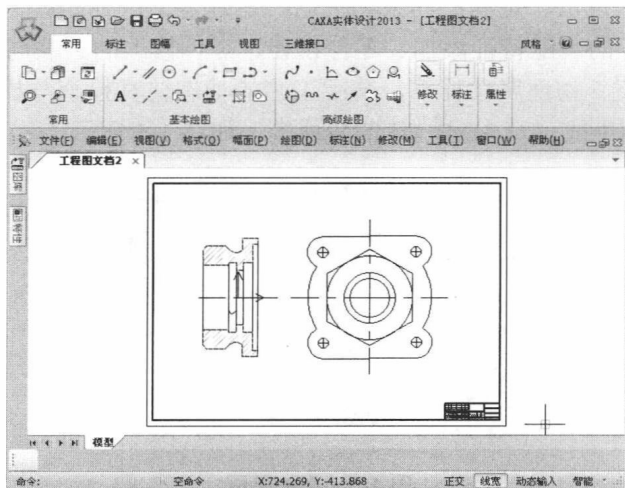 CAXA实体设计2013 - [工程图文档2]
常用 标注 图幅 工具 视图 三维接口 风格
A
修改 标注 属性
常用 基本绘图 高级绘图
文件(F) 编辑(E) 视图(V) 格式(O) 幅面(P) 绘图(D) 标注(N) 修改(M) 工具(T) 窗口(W) 帮助(H)
工程图文档2 ×
图库
模型
命令: 空命令 X:724.269, Y:-413.868 正交 线宽 动态输入 智能